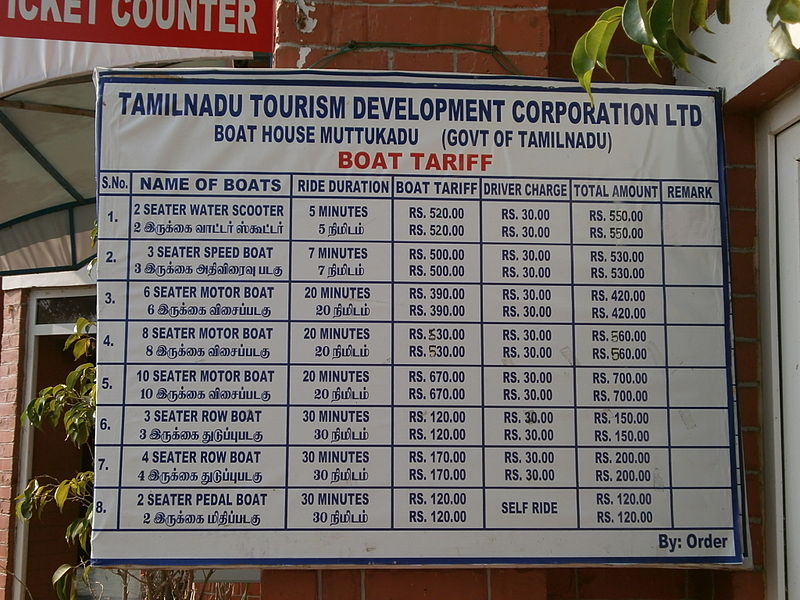 ICKET COUNTER
TAMILNADU TOURISM DEVELOPMENT CORPORATION LTD
BOAT HOUSE MUTTUKADU (GOVT OF TAMILNADU)
BOAT TARIFF
S.No. NAME OF BOATS RIDE DURATION BOAT TARIFF DRIVER CHARGE TOTAL AMOUNT REMARK
1. 2 SEATER WATER SCOOTER 5 MINUTES RS. 520.00 RS. 30.00 RS. 550.00
2 இருக்கை வாட்டர் ஸ்கூட்டர் 5 நிமிடம் RS. 520.00 RS. 30.00 RS. 550.00
2. 3 SEATER SPEED BOAT 7 MINUTES RS. 500.00 RS. 30.00 RS. 530.00
3 இருக்கை அதிவிரைவு படகு 7 நிமிடம் RS. 500.00 RS. 30.00 RS. 530.00
3. 6 SEATER MOTOR BOAT 20 MINUTES RS. 390.00 RS. 30.00 RS. 420.00
6 இருக்கை விசைப்படகு 20 நிமிடம் RS. 390.00 RS. 30.00 RS. 420.00
4. 8 SEATER MOTOR BOAT 20 MINUTES RS. 530.00 RS. 30.00 RS. 560.00
8 இருக்கை விசைப்படகு 20 நிமிடம் RS. 530.00 RS. 30.00 RS. 560.00
5. 10 SEATER MOTOR BOAT 20 MINUTES RS. 670.00 RS. 30.00 RS. 700.00
10 இருக்கை விசைப்படகு 20 நிமிடம் RS. 670.00 RS. 30.00 RS. 700.00
6. 3 SEATER ROW BOAT 30 MINUTES RS. 120.00 RS. 30.00 RS. 150.00
3 இருக்கை துடுப்புபடகு 30 நிமிடம் RS. 120.00 RS. 30.00 RS. 150.00
7. 4 SEATER ROW BOAT 30 MINUTES RS. 170.00 RS. 30.00 RS. 200.00
4 இருக்கை துடுப்புபடகு 30 நிமிடம் RS. 170.00 RS. 30.00 RS. 200.00
8. 2 SEATER PEDAL BOAT 30 MINUTES RS. 120.00 SELF RIDE RS. 120.00
2 இருக்கை மிதிப்படகு 30 நிமிடம் RS. 120.00 RS. 120.00
By: Order